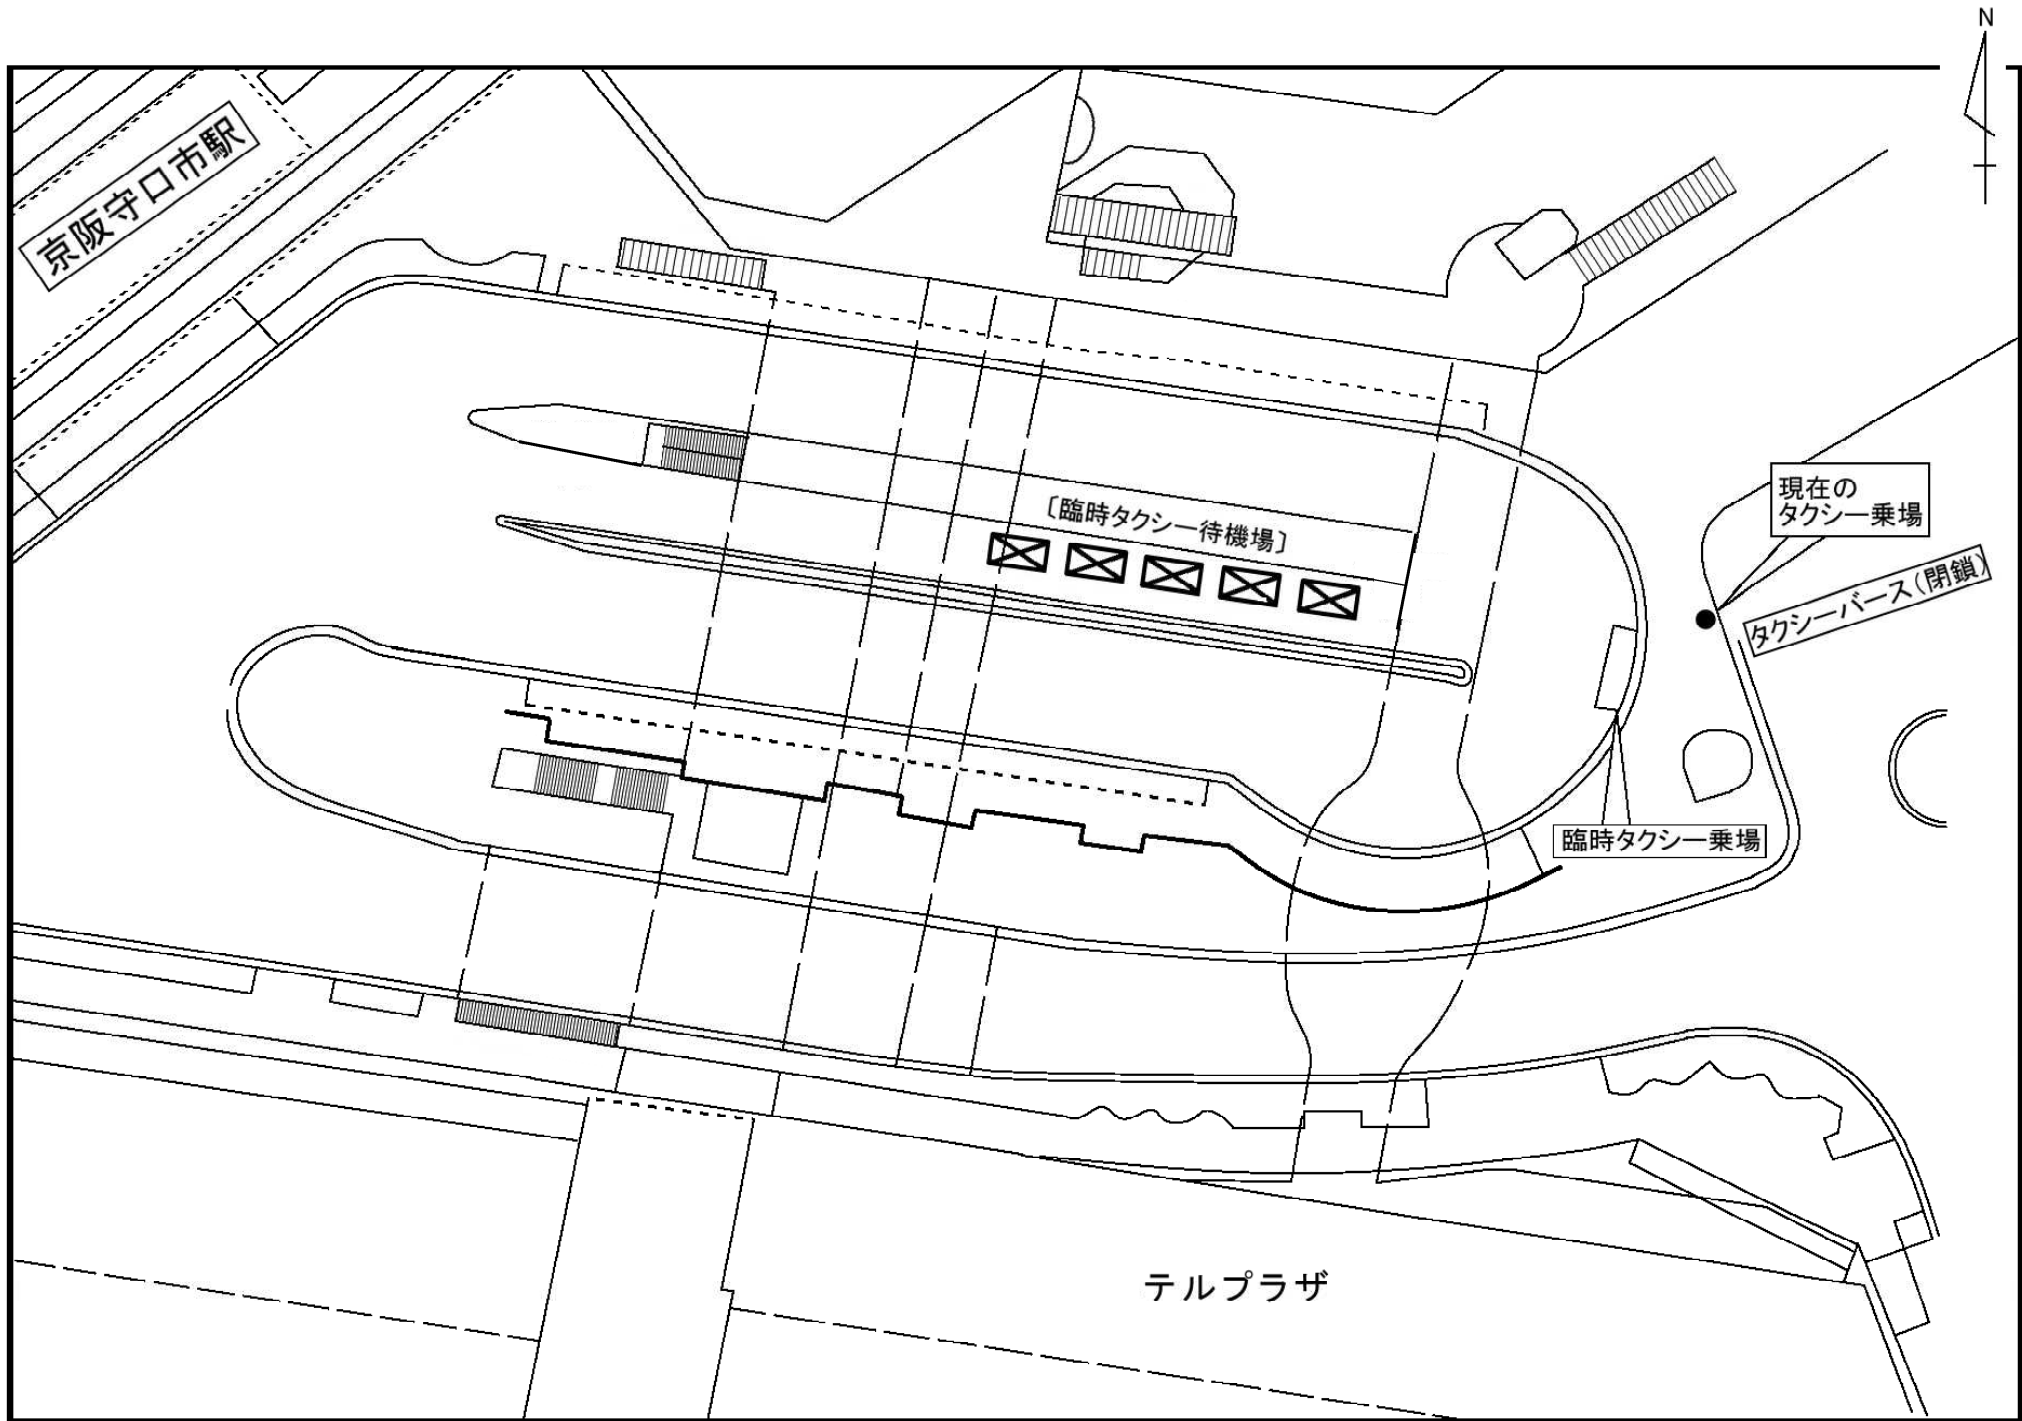 N
京阪守口市駅
〔臨時タクシー待機場〕
現在の
タクシー乗場
タクシーバース(閉鎖)
臨時タクシー乗場
テルプラザ